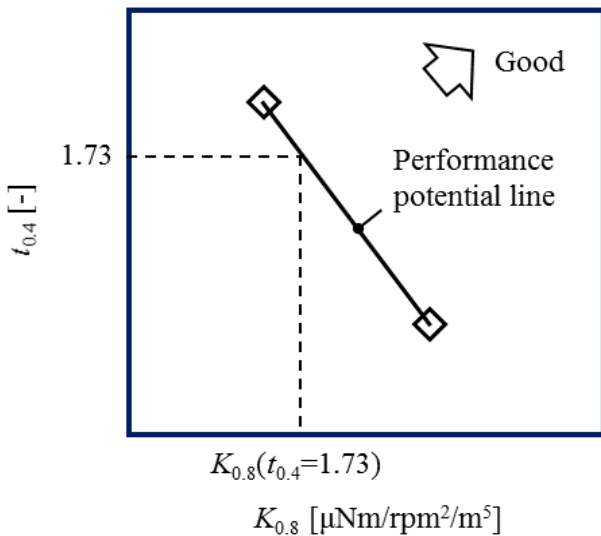 Good
1.73
Performance
potential line
t₀.₄ [-]
K₀.₈(t₀.₄=1.73)
K₀.₈ [μNm/rpm²/m⁵]